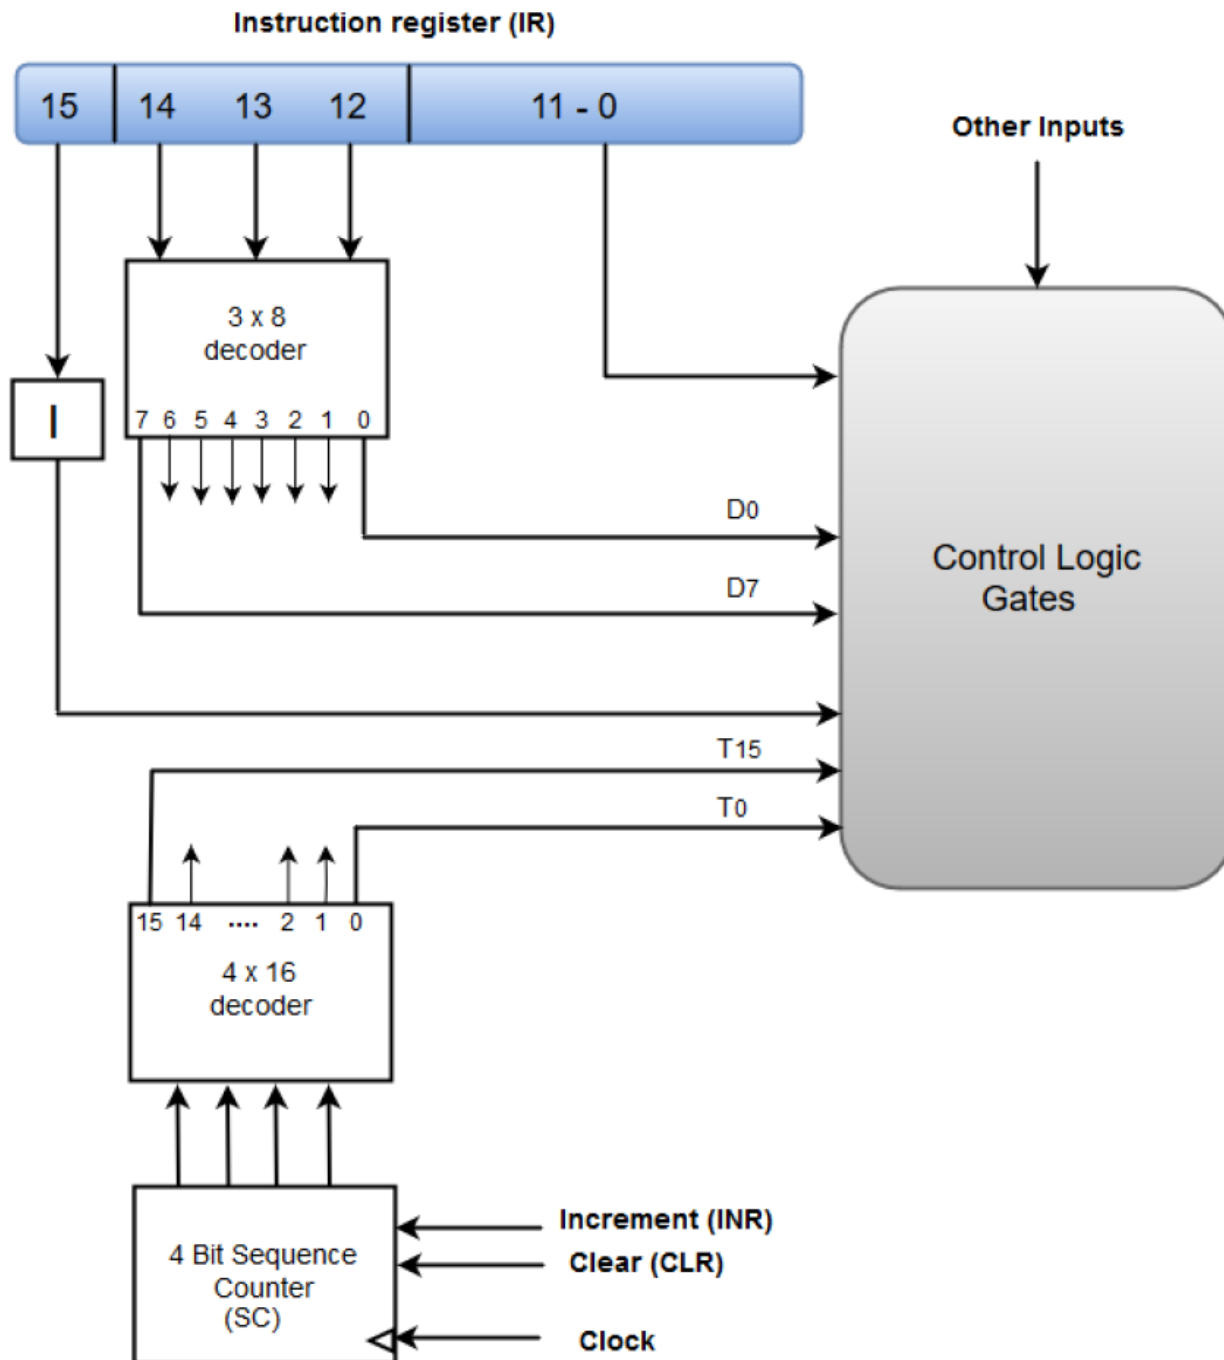 Instruction register (IR)
15 14 13 12 11 - 0
Other Inputs
3 x 8
decoder
I
7 6 5 4 3 2 1 0
D0
Control Logic
Gates
D7
T15
T0
15 14 .... 2 1 0
4 x 16
decoder
Increment (INR)
4 Bit Sequence
Counter
(SC)
Clear (CLR)
Clock